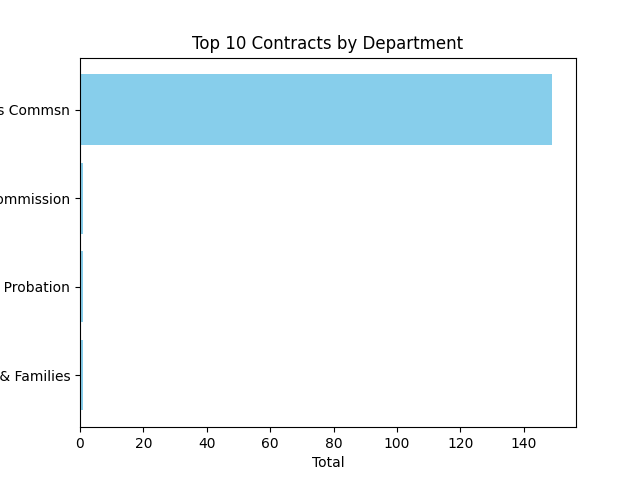 Top 10 Contracts by Department
s Commsn
ommission
Probation
& Families
0 20 40 60 80 100 120 140
Total